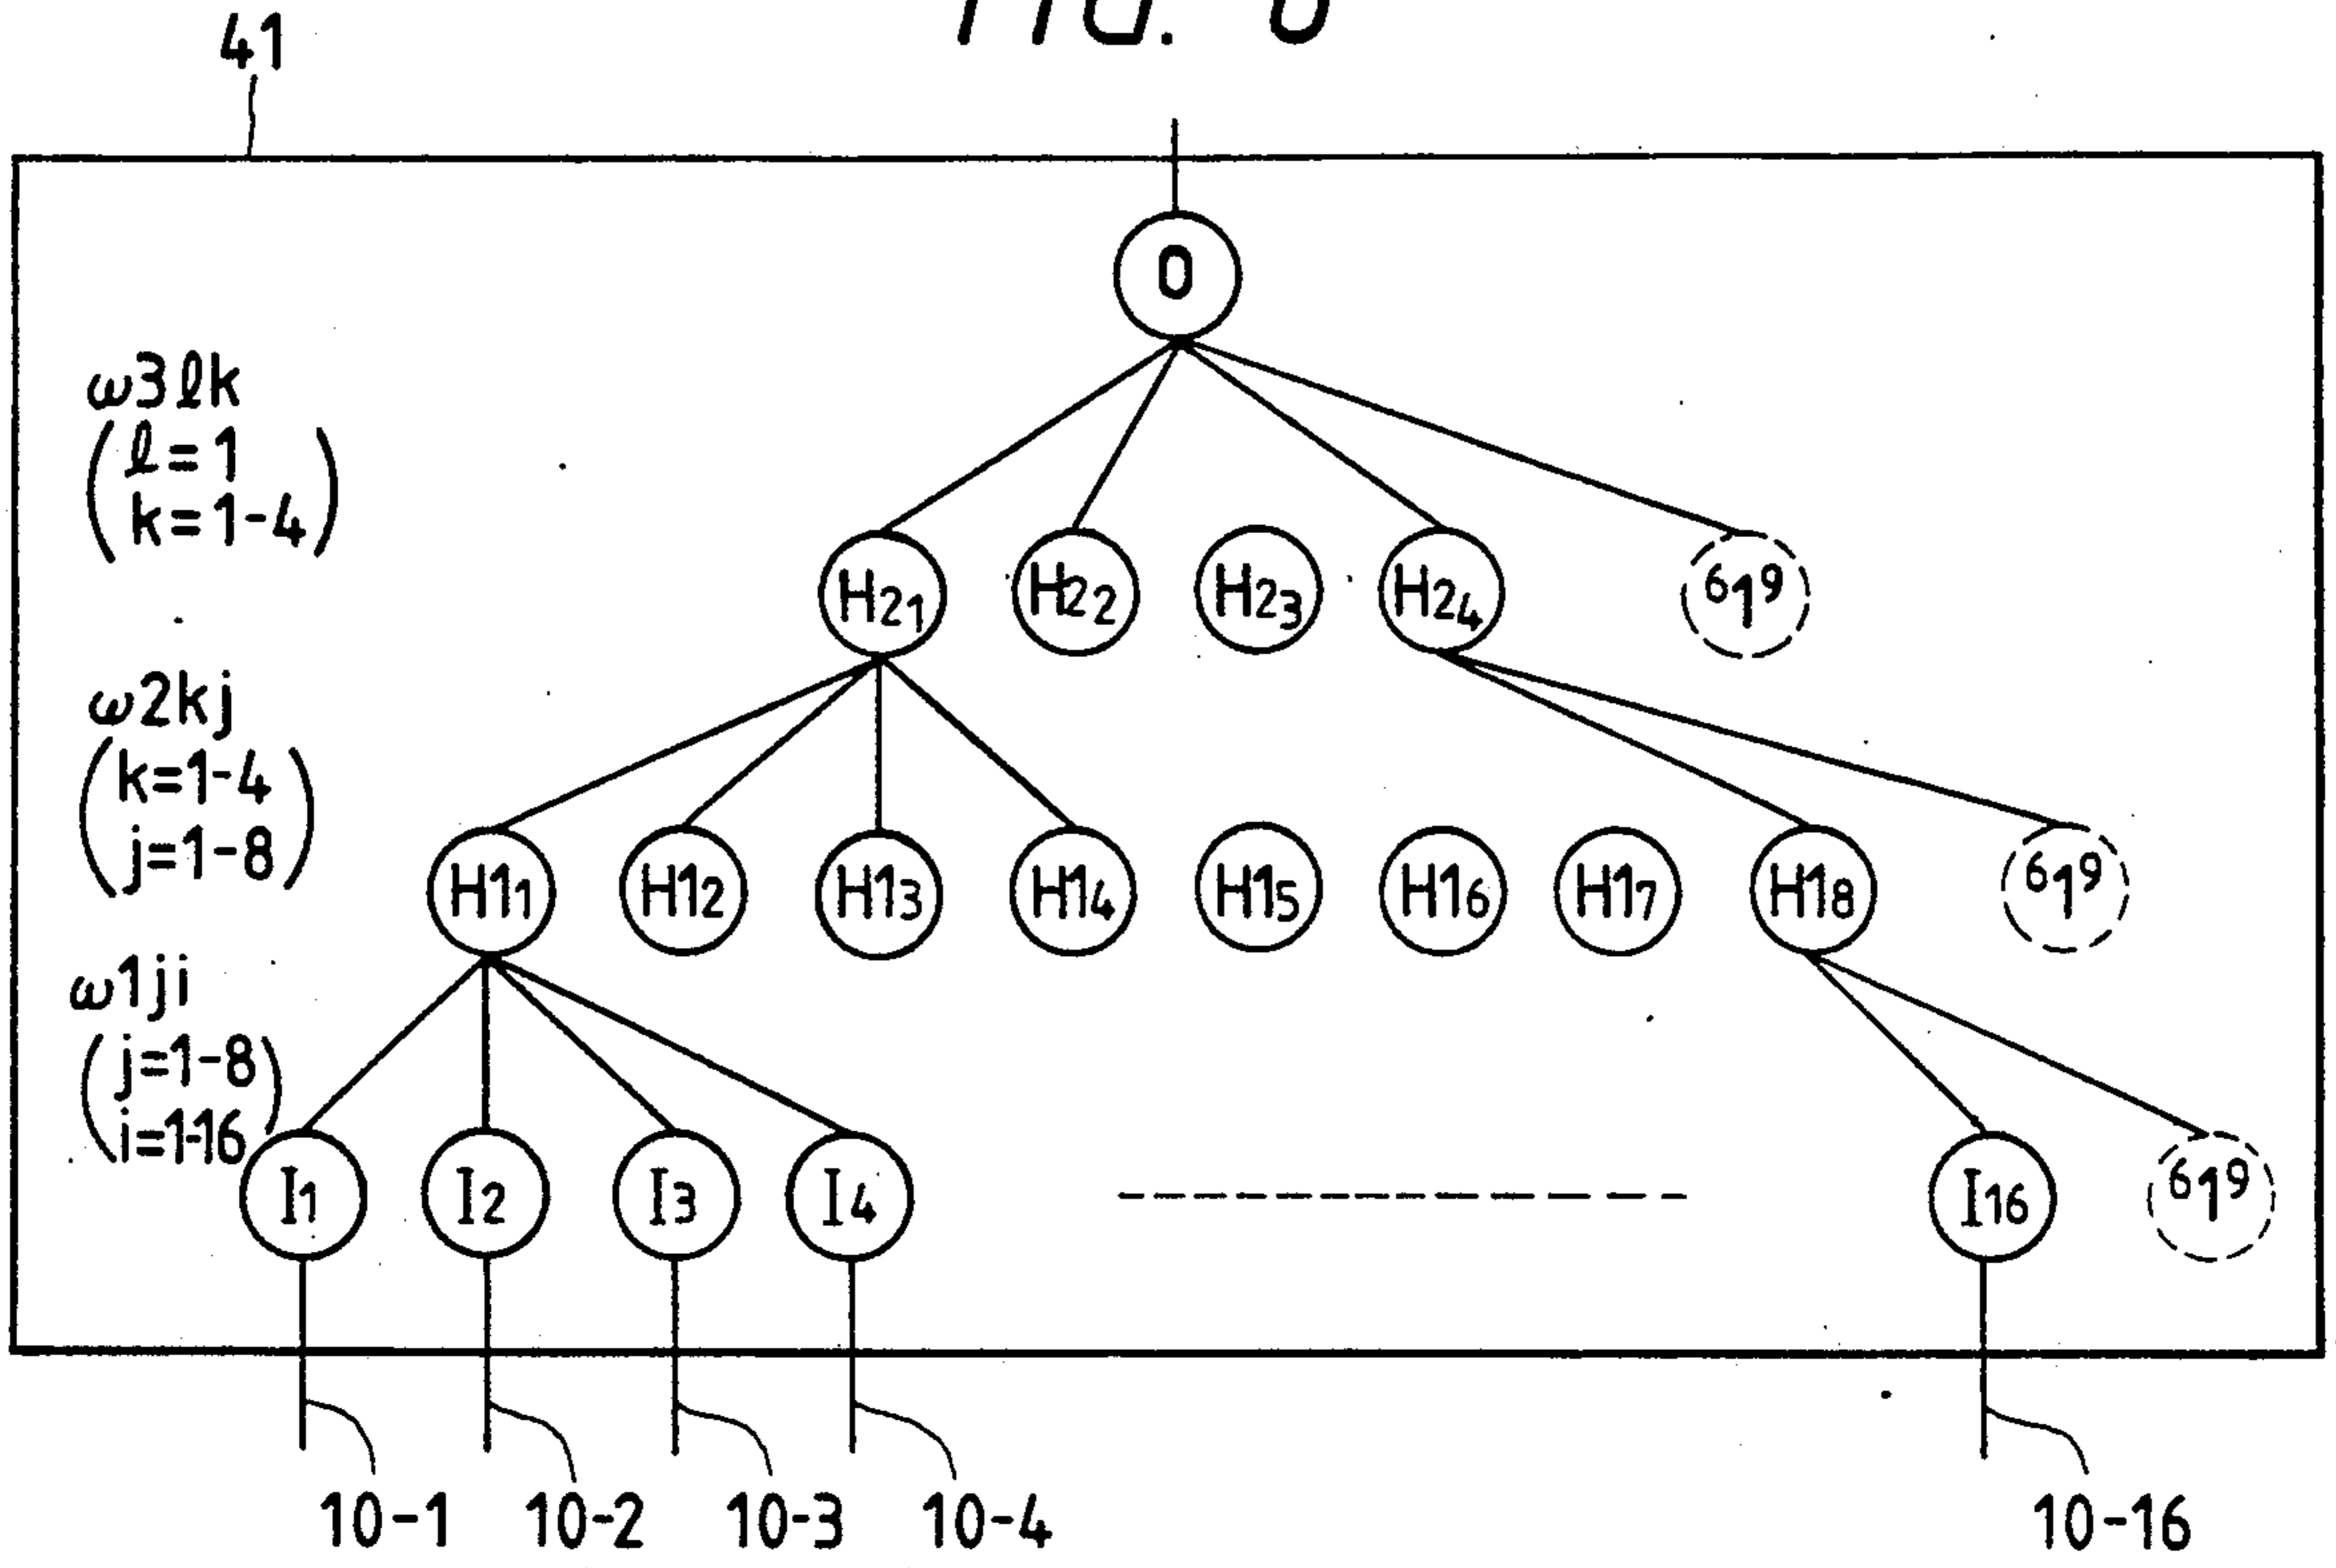 41
O
ω3ℓk
(ℓ=1
k=1-4)
H21 H22 H23 H24 619
ω2kj
(k=1-4
j=1-8)
H11 H12 H13 H14 H15 H16 H17 H18 619
ω1ji
(j=1-8
i=1-16)
I1 I2 I3 I4 I16 619
10-1 10-2 10-3 10-4 10-16